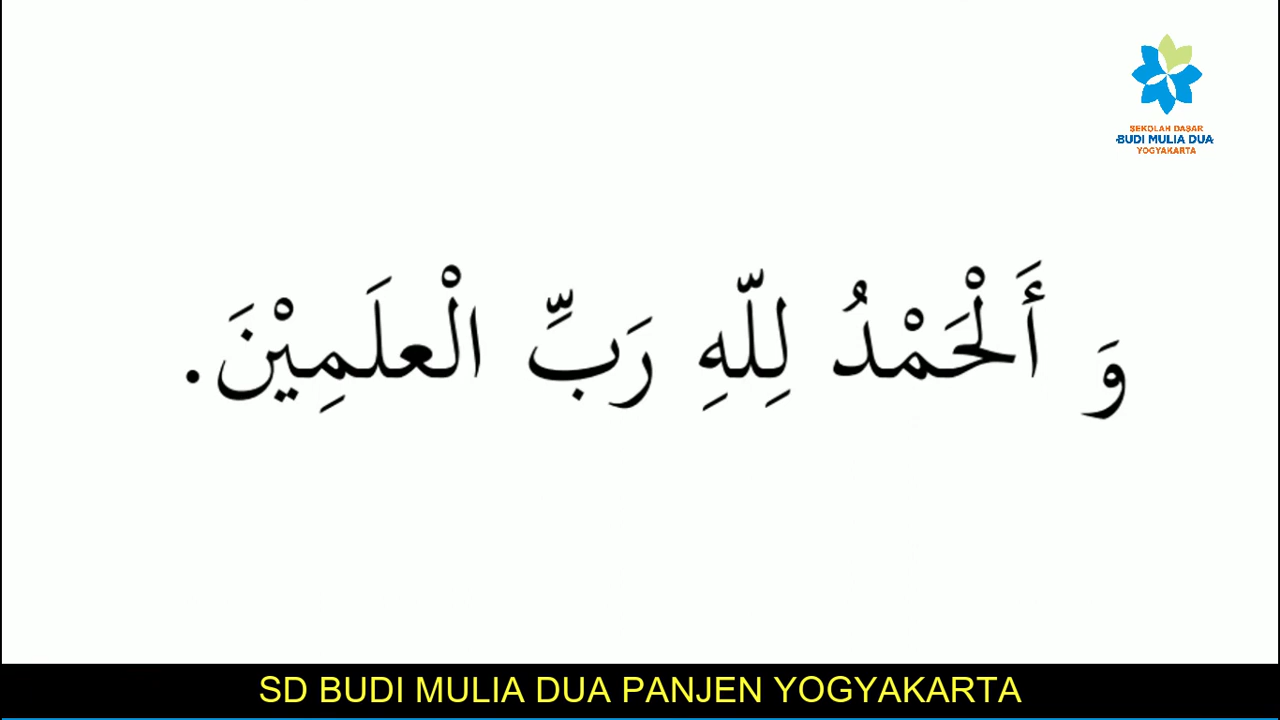 SEKOLAH DASAR
BUDI MULIA DUA
YOGYAKARTA
وَ أَلْحَمْدُ لِلّهِ رَبِّ الْعلَمِيْنَ.
SD BUDI MULIA DUA PANJEN YOGYAKARTA